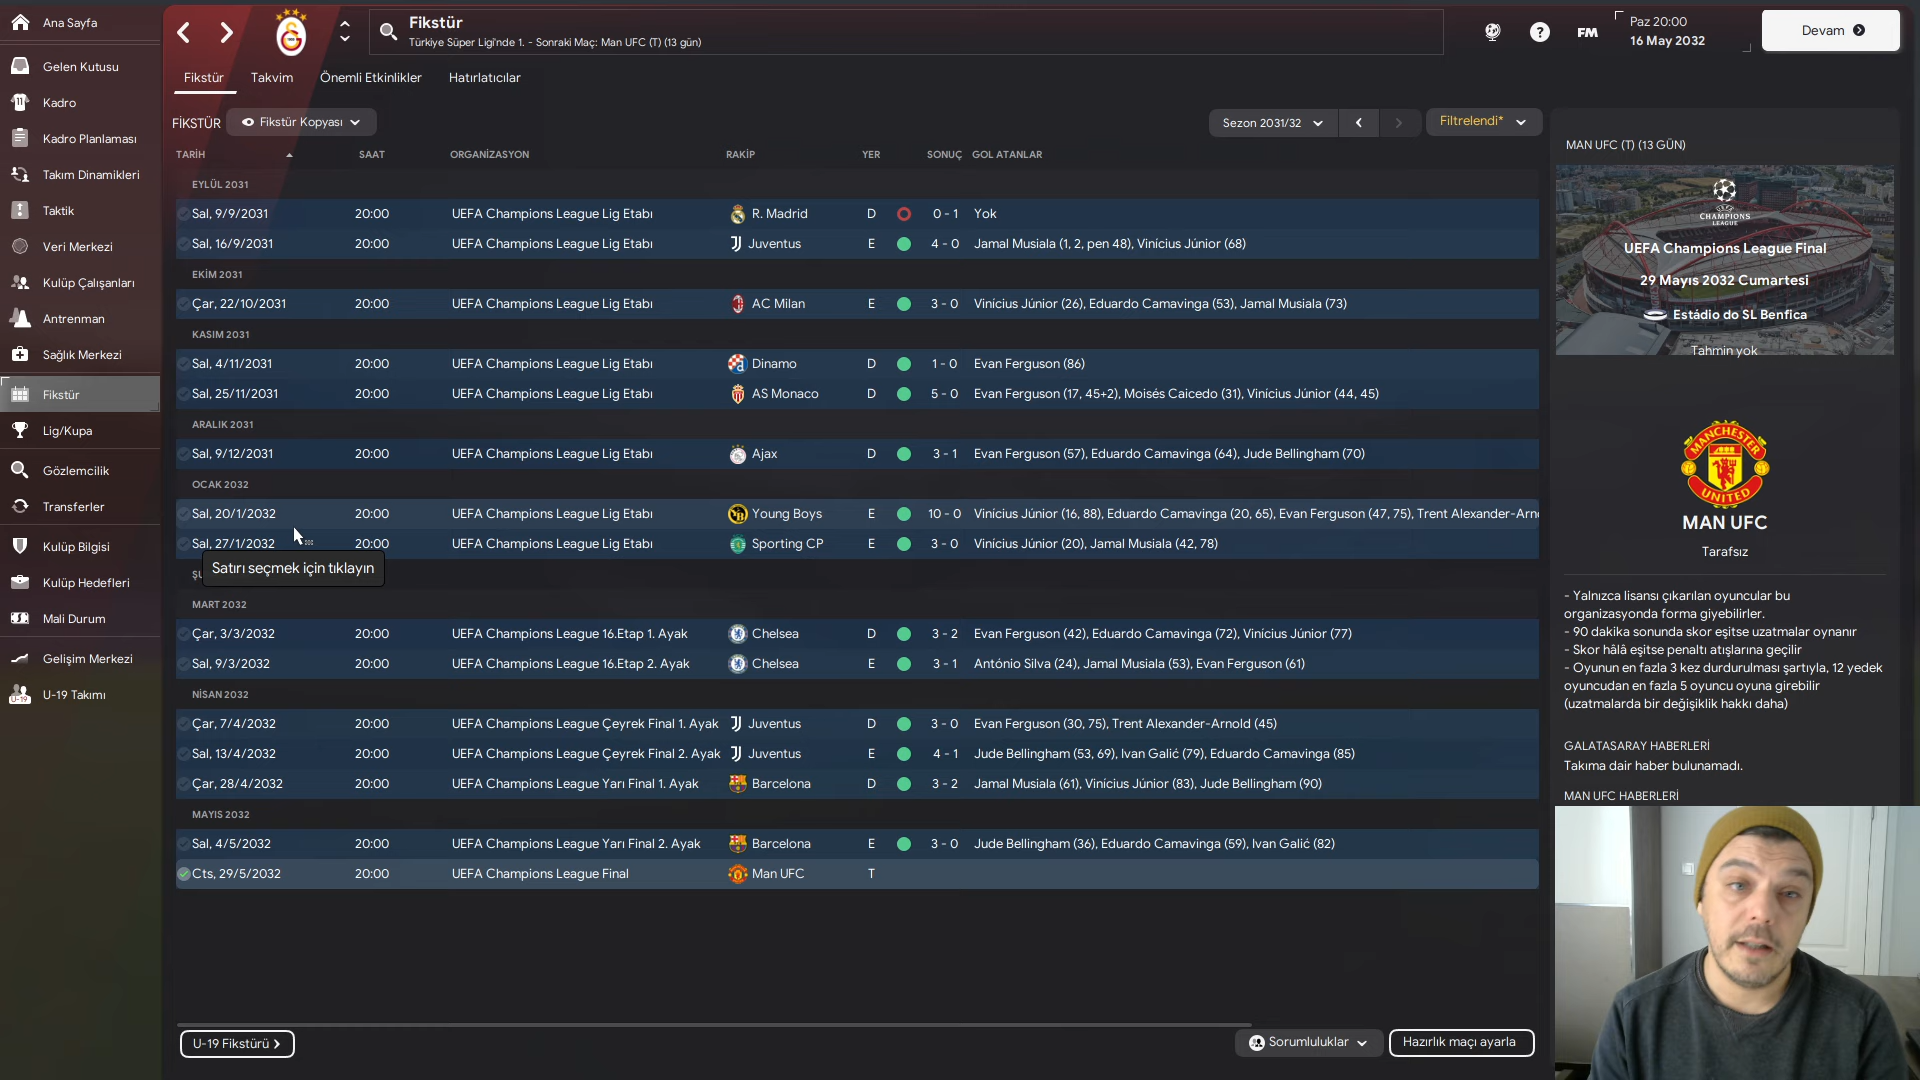 Ana Sayfa
Gelen Kutusu
Kadro
Kadro Planlaması
Takım Dinamikleri
Taktik
Veri Merkezi
Kulüp Çalışanları
Antrenman
Sağlık Merkezi
Fikstür
Lig/Kupa
Gözlemcilik
Transferler
Kulüp Bilgisi
Kulüp Hedefleri
Mali Durum
Gelişim Merkezi
U-19 Takımı
Fikstür
Türkiye Süper Ligi'nde 1. - Sonraki Maç: Man UFC (T) (13 gün)
FM
Paz 20:00
16 May 2032
Devam
Fikstür Takvim Önemli Etkinlikler Hatırlatıcılar
FİKSTÜR Fikstür Kopyası Sezon 2031/32 Filtrelendi*
TARİH SAAT ORGANİZASYON RAKİP YER SONUÇ GOL ATANLAR
EYLÜL 2031
Sal, 9/9/2031 20:00 UEFA Champions League Lig Etabı R. Madrid D 0 - 1 Yok
Sal, 16/9/2031 20:00 UEFA Champions League Lig Etabı Juventus E 4 - 0 Jamal Musiala (1, 2, pen 48), Vinícius Júnior (68)
EKİM 2031
Çar, 22/10/2031 20:00 UEFA Champions League Lig Etabı AC Milan E 3 - 0 Vinícius Júnior (26), Eduardo Camavinga (53), Jamal Musiala (73)
KASIM 2031
Sal, 4/11/2031 20:00 UEFA Champions League Lig Etabı Dinamo D 1 - 0 Evan Ferguson (86)
Sal, 25/11/2031 20:00 UEFA Champions League Lig Etabı AS Monaco D 5 - 0 Evan Ferguson (17, 45+2), Moisés Caicedo (31), Vinícius Júnior (44, 45)
ARALIK 2031
Sal, 9/12/2031 20:00 UEFA Champions League Lig Etabı Ajax D 3 - 1 Evan Ferguson (57), Eduardo Camavinga (64), Jude Bellingham (70)
OCAK 2032
Sal, 20/1/2032 20:00 UEFA Champions League Lig Etabı Young Boys E 10 - 0 Vinícius Júnior (16, 88), Eduardo Camavinga (20, 65), Evan Ferguson (47, 75), Trent Alexander-Arn
Sal, 27/1/2032 20:00 UEFA Champions League Lig Etabı Sporting CP E 3 - 0 Vinícius Júnior (20), Jamal Musiala (42, 78)
Satırı seçmek için tıklayın
MART 2032
Çar, 3/3/2032 20:00 UEFA Champions League 16.Etap 1. Ayak Chelsea D 3 - 2 Evan Ferguson (42), Eduardo Camavinga (72), Vinícius Júnior (77)
Sal, 9/3/2032 20:00 UEFA Champions League 16.Etap 2. Ayak Chelsea E 3 - 1 António Silva (24), Jamal Musiala (53), Evan Ferguson (61)
NİSAN 2032
Çar, 7/4/2032 20:00 UEFA Champions League Çeyrek Final 1. Ayak Juventus D 3 - 0 Evan Ferguson (30, 75), Trent Alexander-Arnold (45)
Sal, 13/4/2032 20:00 UEFA Champions League Çeyrek Final 2. Ayak Juventus E 4 - 1 Jude Bellingham (53, 69), Ivan Galić (79), Eduardo Camavinga (85)
Çar, 28/4/2032 20:00 UEFA Champions League Yarı Final 1. Ayak Barcelona D 3 - 2 Jamal Musiala (61), Vinícius Júnior (83), Jude Bellingham (90)
MAYIS 2032
Sal, 4/5/2032 20:00 UEFA Champions League Yarı Final 2. Ayak Barcelona E 3 - 0 Jude Bellingham (36), Eduardo Camavinga (59), Ivan Galić (82)
Cts, 29/5/2032 20:00 UEFA Champions League Final Man UFC T
U-19 Fikstürü
Sorumluluklar
Hazırlık maçı ayarla
MAN UFC (T) (13 GÜN)
CHAMPIONS LEAGUE
UEFA Champions League Final
29 Mayıs 2032 Cumartesi
Estádio do SL Benfica
Tahmin yok
MANCHESTER
UNITED
MAN UFC
Tarafsız
- Yalnızca lisansı çıkarılan oyuncular bu
organizasyonda forma giyebilirler.
- 90 dakika sonunda skor eşitse uzatmalar oynanır
- Skor hâlâ eşitse penaltı atışlarına geçilir
- Oyunun en fazla 3 kez durdurulması şartıyla, 12 yedek
oyuncudan en fazla 5 oyuncu oyuna girebilir
(uzatmalarda bir değişiklik hakkı daha)
GALATASARAY HABERLERİ
Takıma dair haber bulunamadı.
MAN UFC HABERLERİ